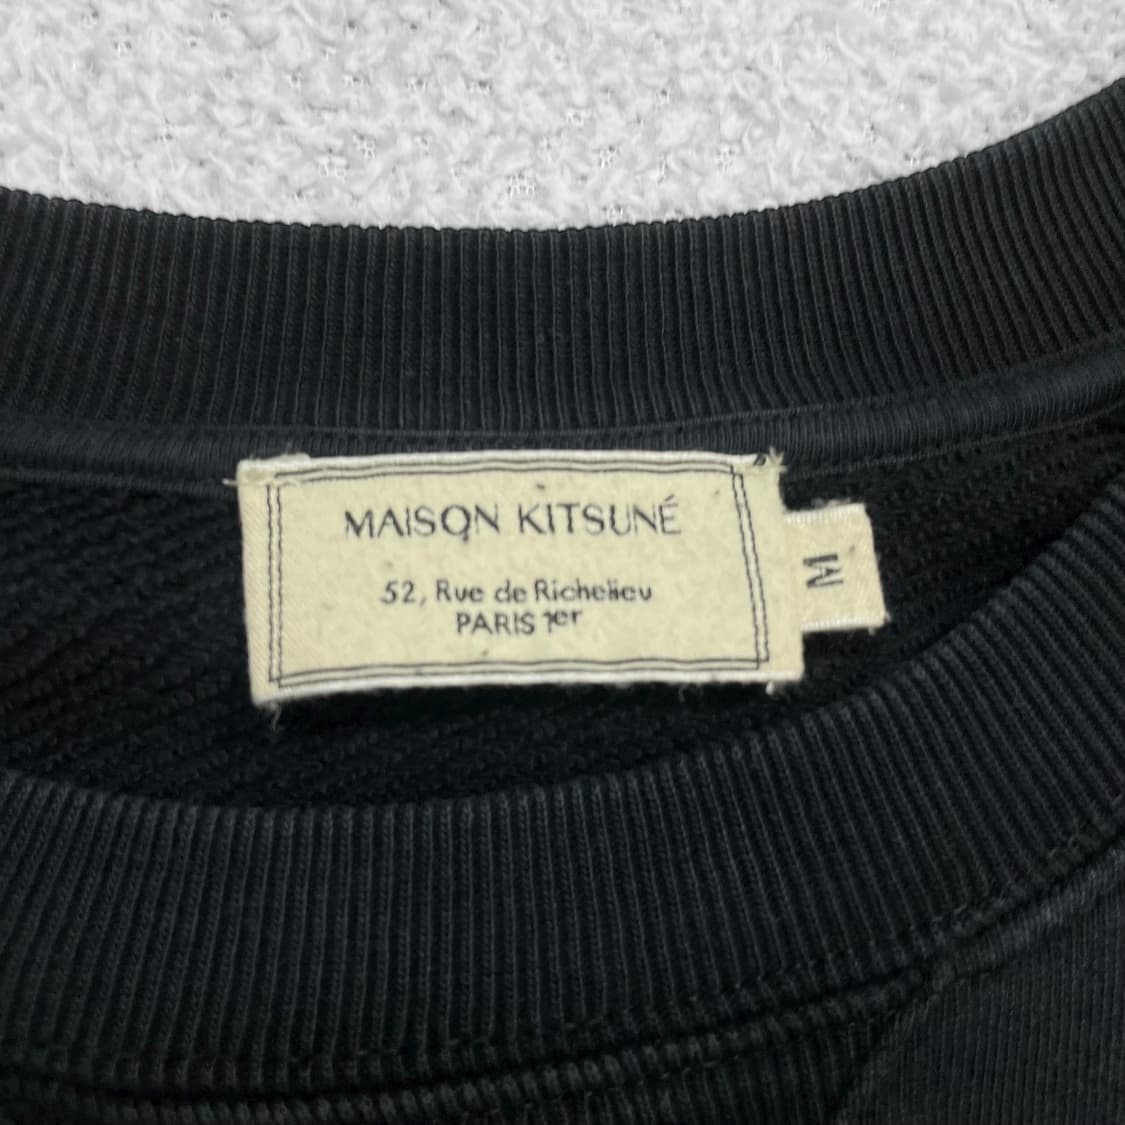 MAISON KITSUNÉ
52, Rue de Richelieu
PARIS 1er
M